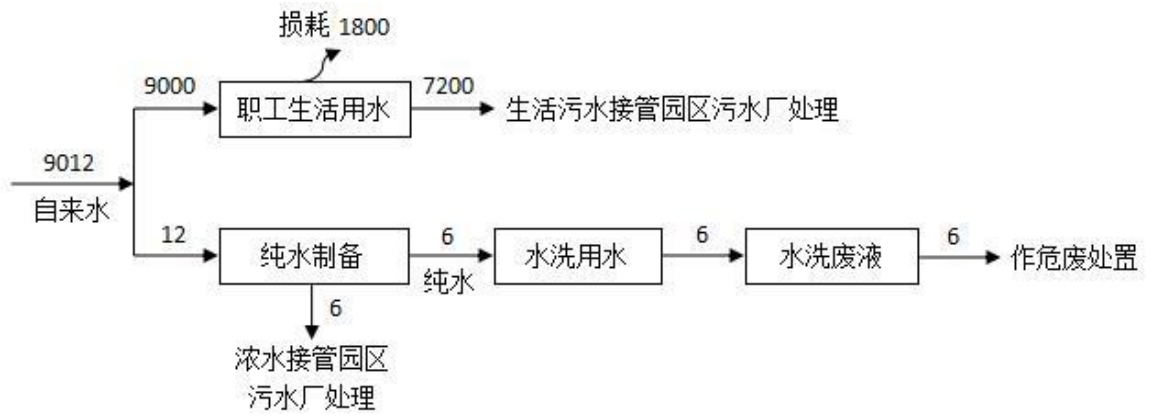 损耗 1800
9000
职工生活用水
7200
生活污水接管园区污水厂处理
9012
自来水
12
纯水制备
6
纯水
水洗用水
6
水洗废液
6
作危废处置
6
浓水接管园区
污水厂处理